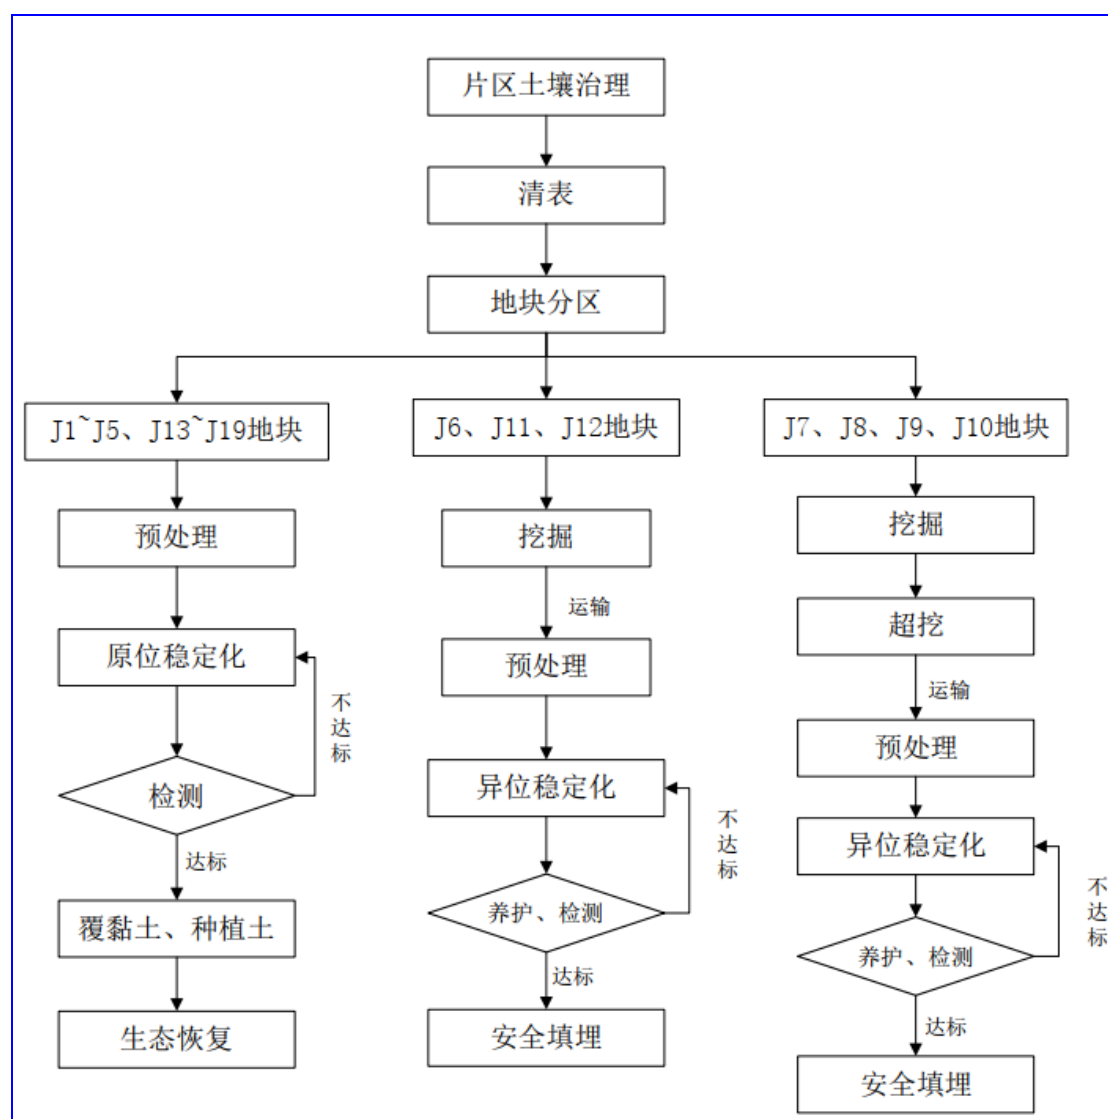 片区土壤治理
清表
地块分区
J1~J5、J13~J19地块
预处理
原位稳定化
不达标
检测
达标
覆黏土、种植土
生态恢复
J6、J11、J12地块
挖掘
运输
预处理
异位稳定化
不达标
养护、检测
达标
安全填埋
J7、J8、J9、J10地块
挖掘
超挖
运输
预处理
异位稳定化
不达标
养护、检测
达标
安全填埋